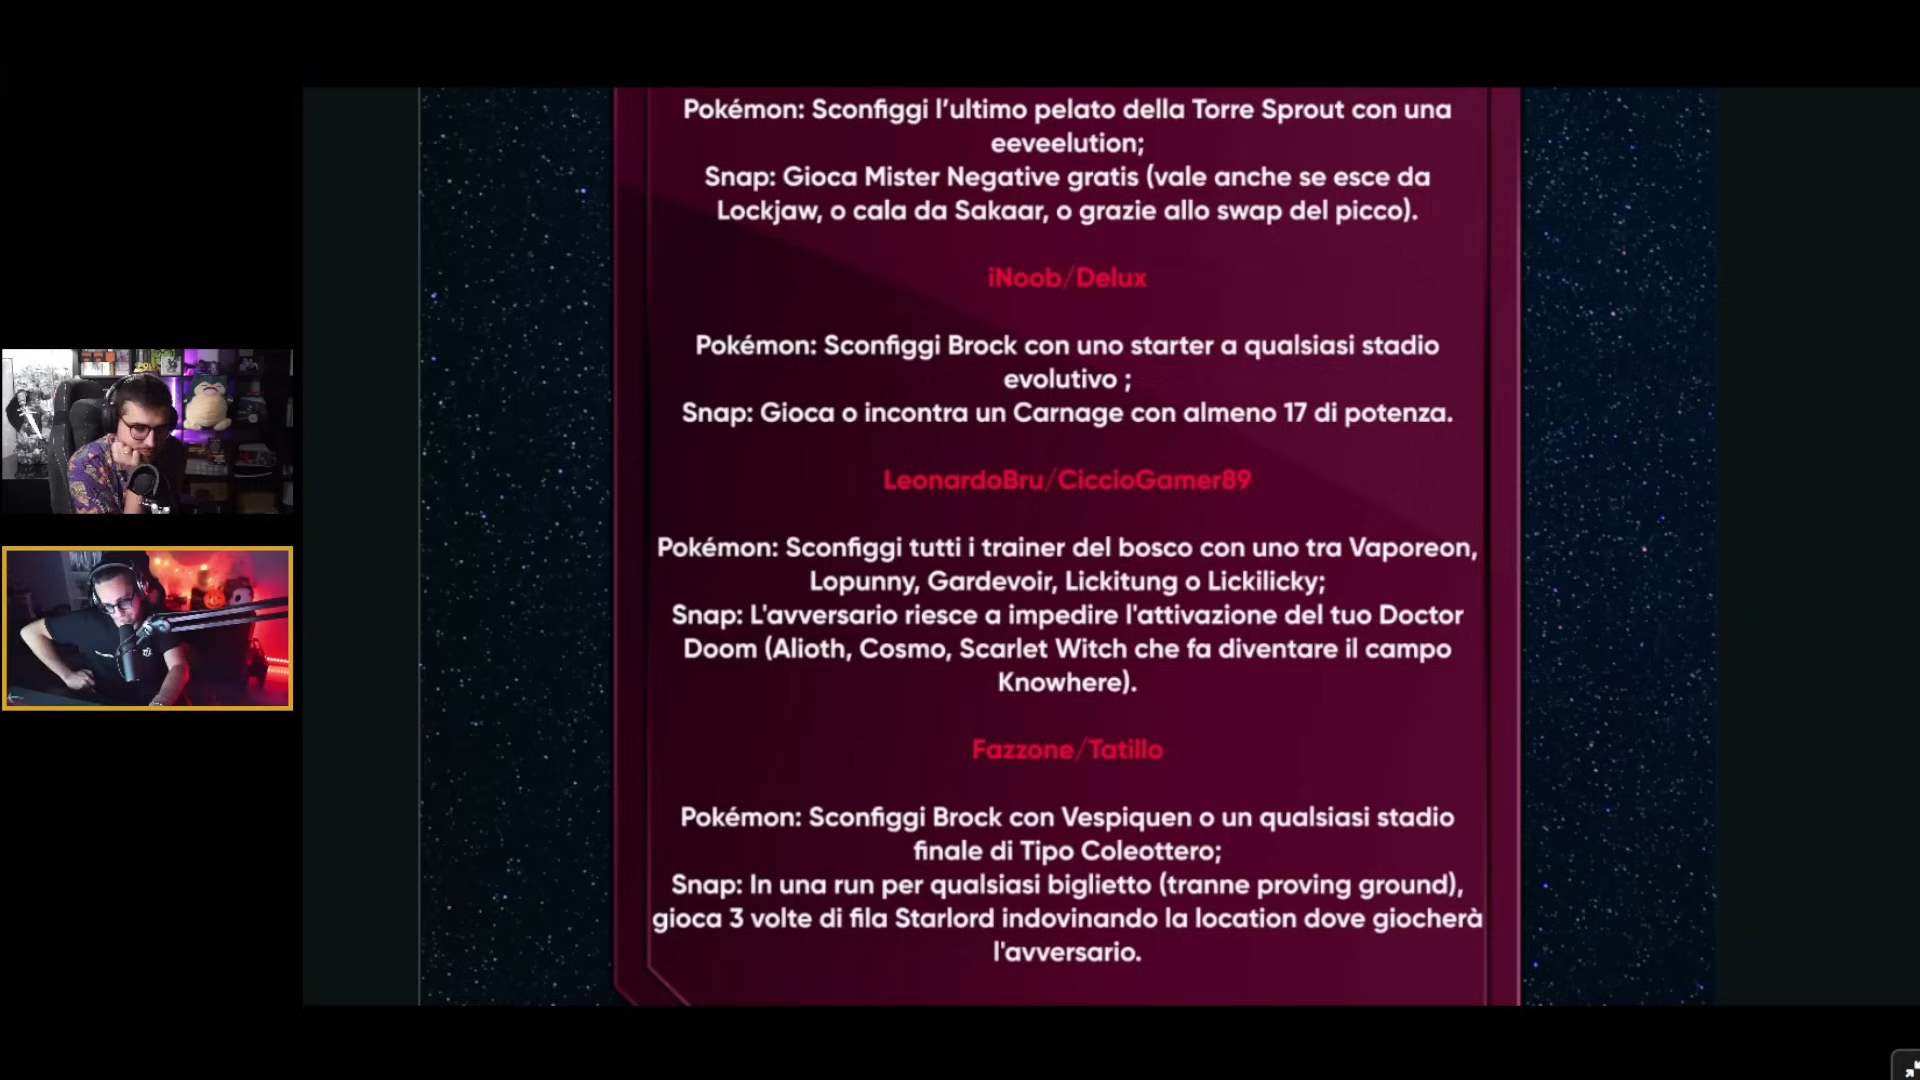 Pokémon: Sconfiggi l’ultimo pelato della Torre Sprout con una
eeveelution;
Snap: Gioca Mister Negative gratis (vale anche se esce da
Lockjaw, o cala da Sakaar, o grazie allo swap del picco).
iNoob/Delux
Pokémon: Sconfiggi Brock con uno starter a qualsiasi stadio
evolutivo ;
Snap: Gioca o incontra un Carnage con almeno 17 di potenza.
LeonardoBru/CiccioGamer89
Pokémon: Sconfiggi tutti i trainer del bosco con uno tra Vaporeon,
Lopunny, Gardevoir, Lickitung o Lickilicky;
Snap: L'avversario riesce a impedire l'attivazione del tuo Doctor
Doom (Alioth, Cosmo, Scarlet Witch che fa diventare il campo
Knowhere).
Fazzone/Tatillo
Pokémon: Sconfiggi Brock con Vespiquen o un qualsiasi stadio
finale di Tipo Coleottero;
Snap: In una run per qualsiasi biglietto (tranne proving ground),
gioca 3 volte di fila Starlord indovinando la location dove giocherà
l'avversario.